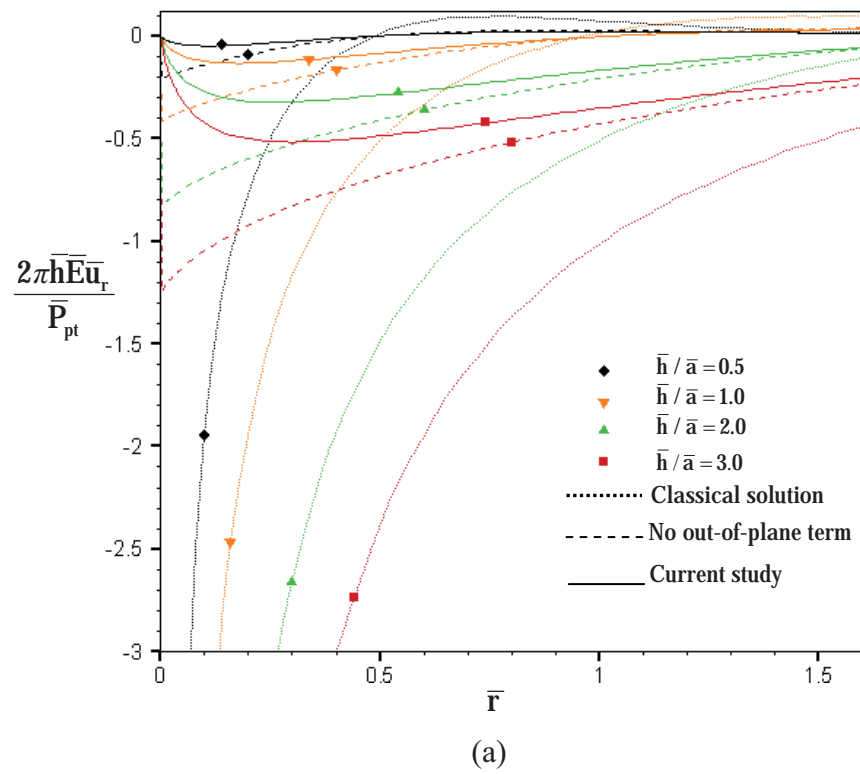 0
-0.5
-1
-1.5
-2
-2.5
-3
0
0.5
1
1.5
2πh̄Ēū_r
P̄_pt
r̄
h̄ / ā = 0.5
h̄ / ā = 1.0
h̄ / ā = 2.0
h̄ / ā = 3.0
Classical solution
No out-of-plane term
Current study
(a)